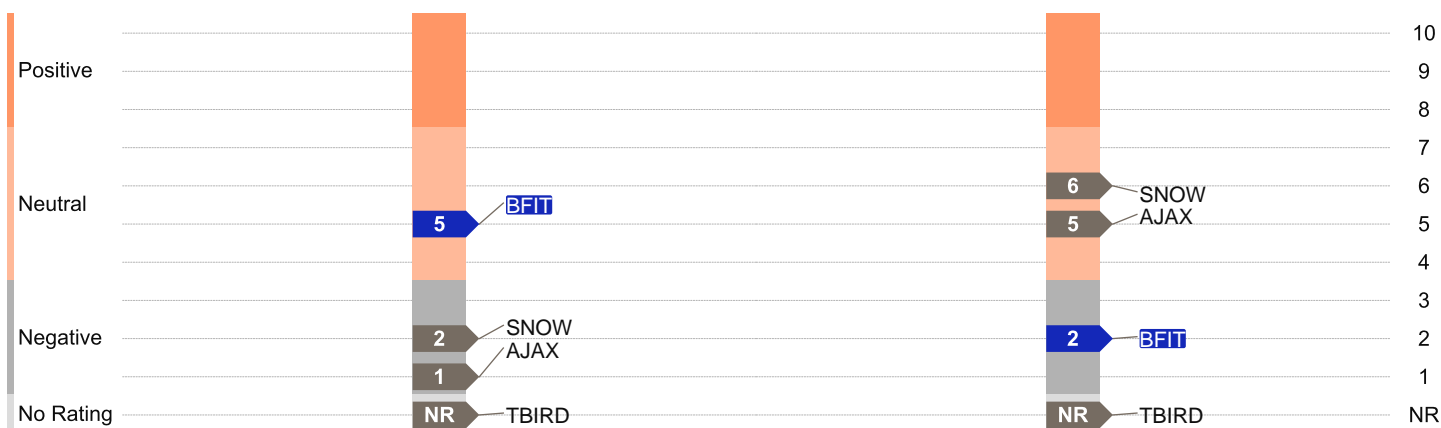 10
Positive
9
8
7
Neutral
6
6
SNOW
BFIT
5
5
AJAX
5
4
3
Negative
2
SNOW
2
BFIT
2
AJAX
1
1
No Rating
NR
TBIRD
NR
TBIRD
NR